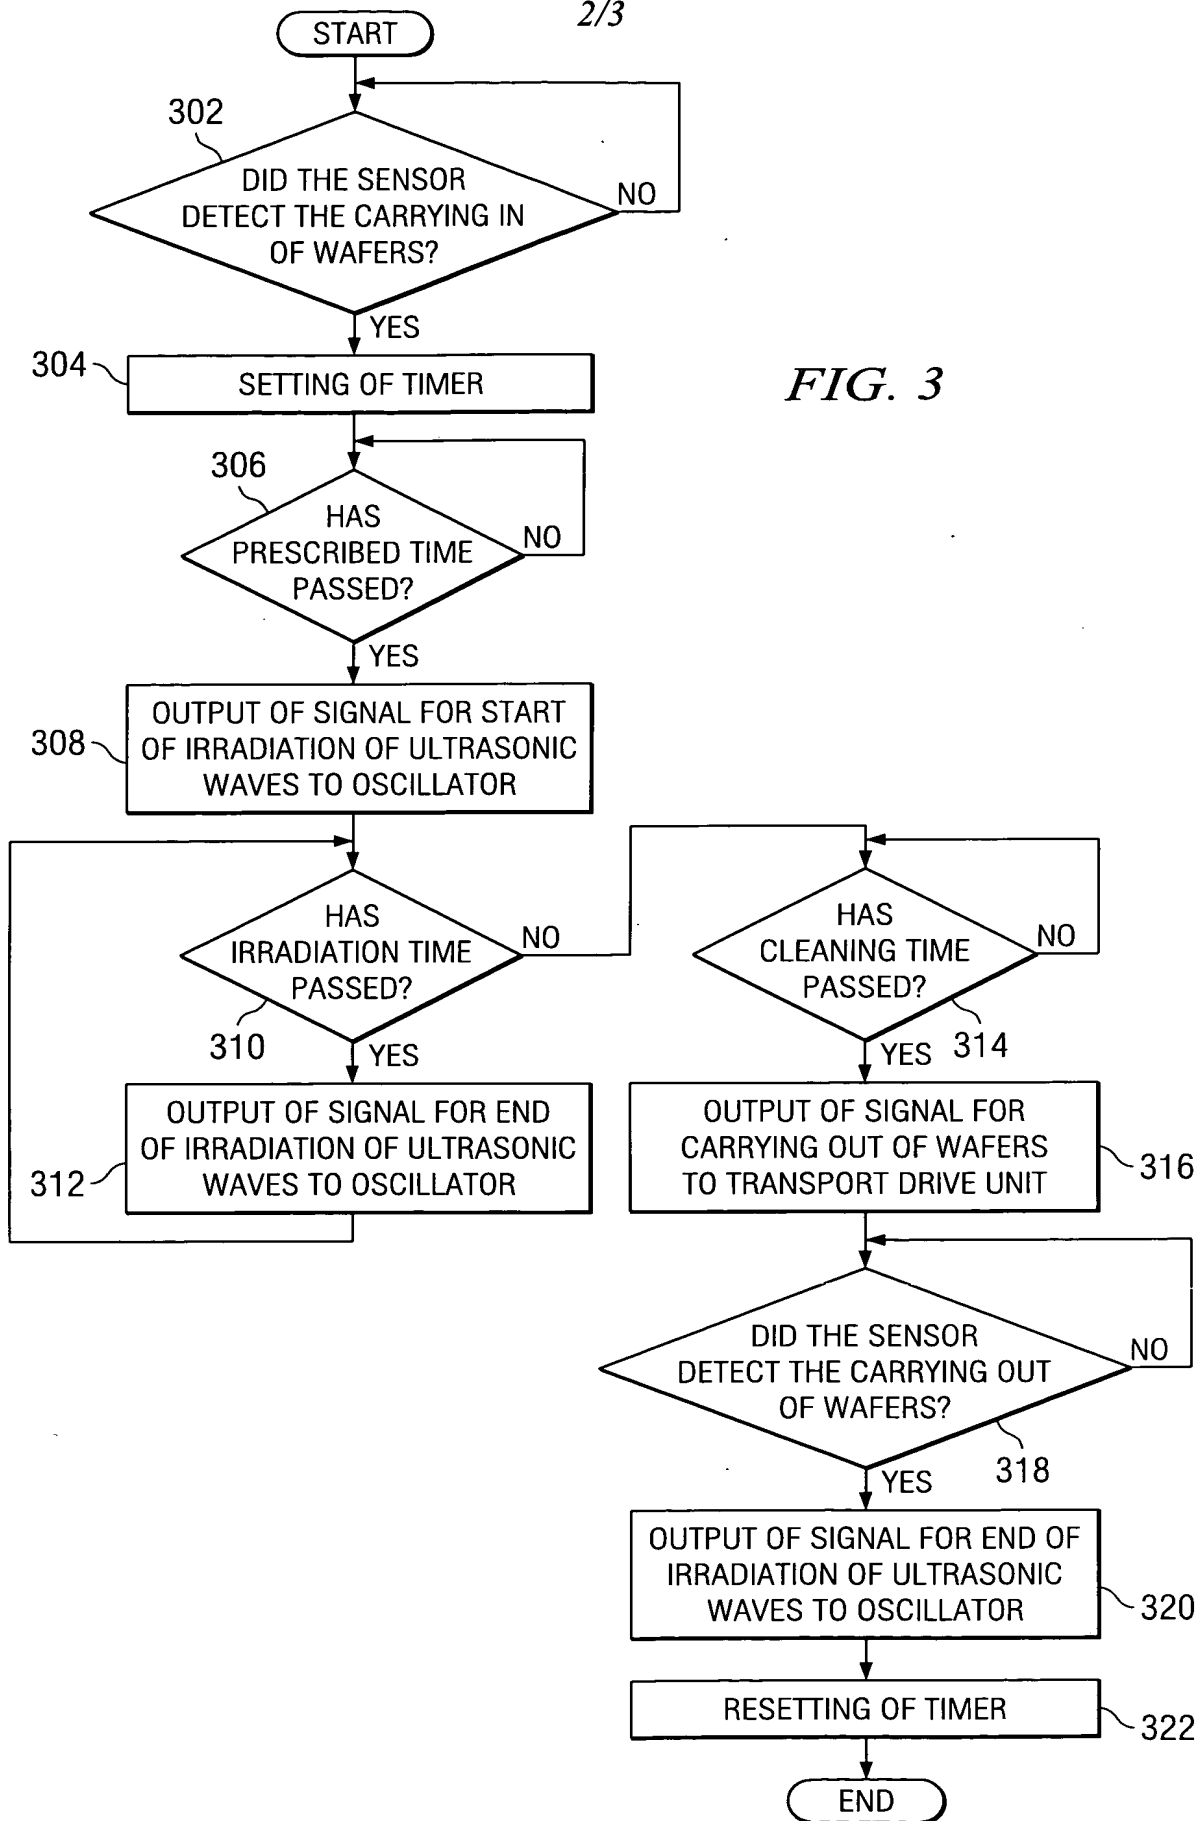 2/3
START
302
DID THE SENSOR
DETECT THE CARRYING IN
OF WAFERS?
NO
YES
304
SETTING OF TIMER
FIG. 3
306
HAS
PRESCRIBED TIME
PASSED?
NO
YES
308
OUTPUT OF SIGNAL FOR START
OF IRRADIATION OF ULTRASONIC
WAVES TO OSCILLATOR
HAS
IRRADIATION TIME
PASSED?
NO
310
YES
312
OUTPUT OF SIGNAL FOR END
OF IRRADIATION OF ULTRASONIC
WAVES TO OSCILLATOR
HAS
CLEANING TIME
PASSED?
NO
314
YES
OUTPUT OF SIGNAL FOR
CARRYING OUT OF WAFERS
TO TRANSPORT DRIVE UNIT
316
DID THE SENSOR
DETECT THE CARRYING OUT
OF WAFERS?
NO
318
YES
OUTPUT OF SIGNAL FOR END OF
IRRADIATION OF ULTRASONIC
WAVES TO OSCILLATOR
320
RESETTING OF TIMER
322
END